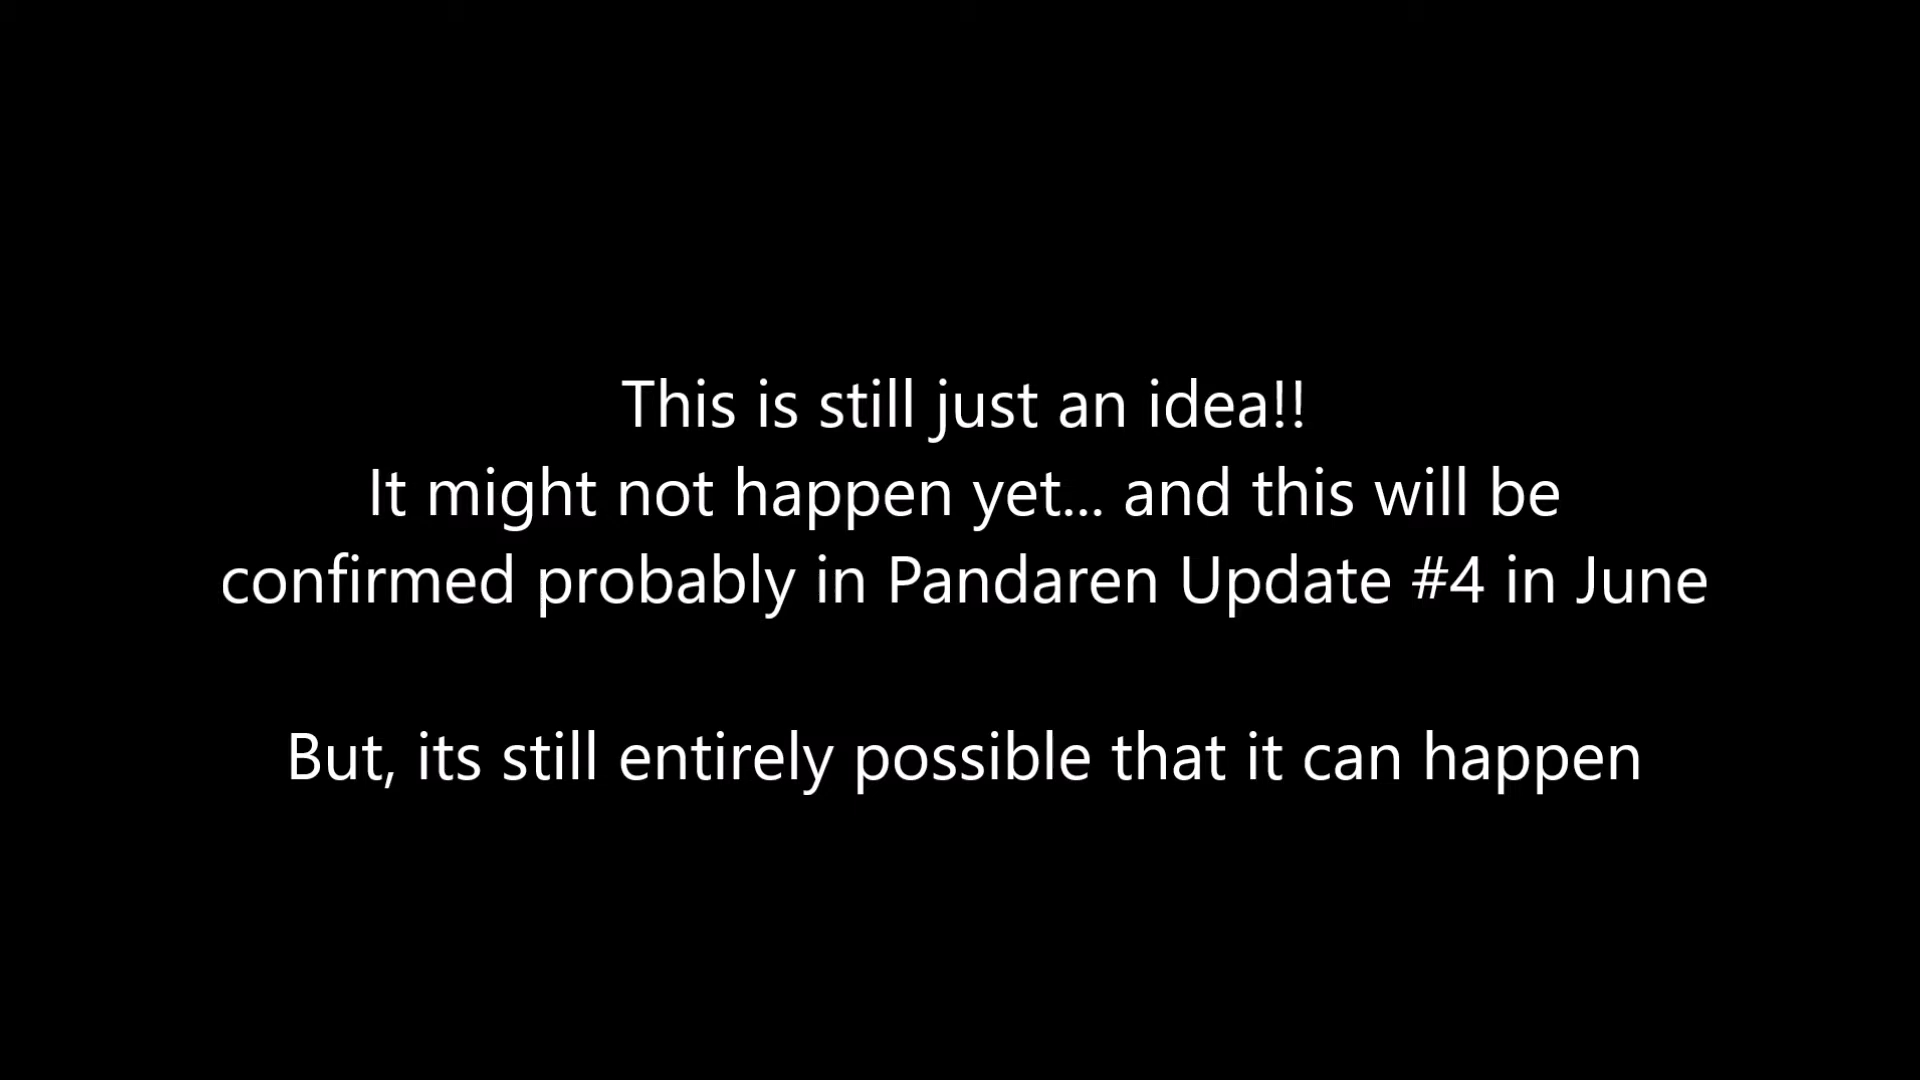 This is still just an idea!!
It might not happen yet... and this will be
confirmed probably in Pandaren Update #4 in June
But, its still entirely possible that it can happen